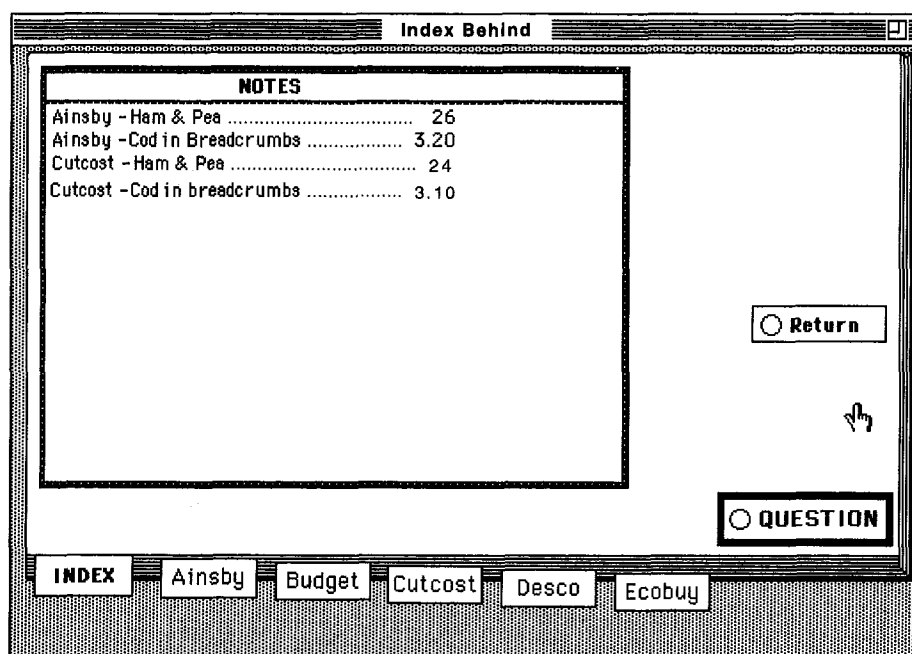 Index Behind
NOTES
Ainsby -Ham & Pea .................................. 26
Ainsby -Cod in Breadcrumbs .................. 3.20
Cutcost -Ham & Pea .................................. 24
Cutcost -Cod in breadcrumbs .................. 3.10
Return
QUESTION
INDEX
Ainsby
Budget
Cutcost
Desco
Ecobuy